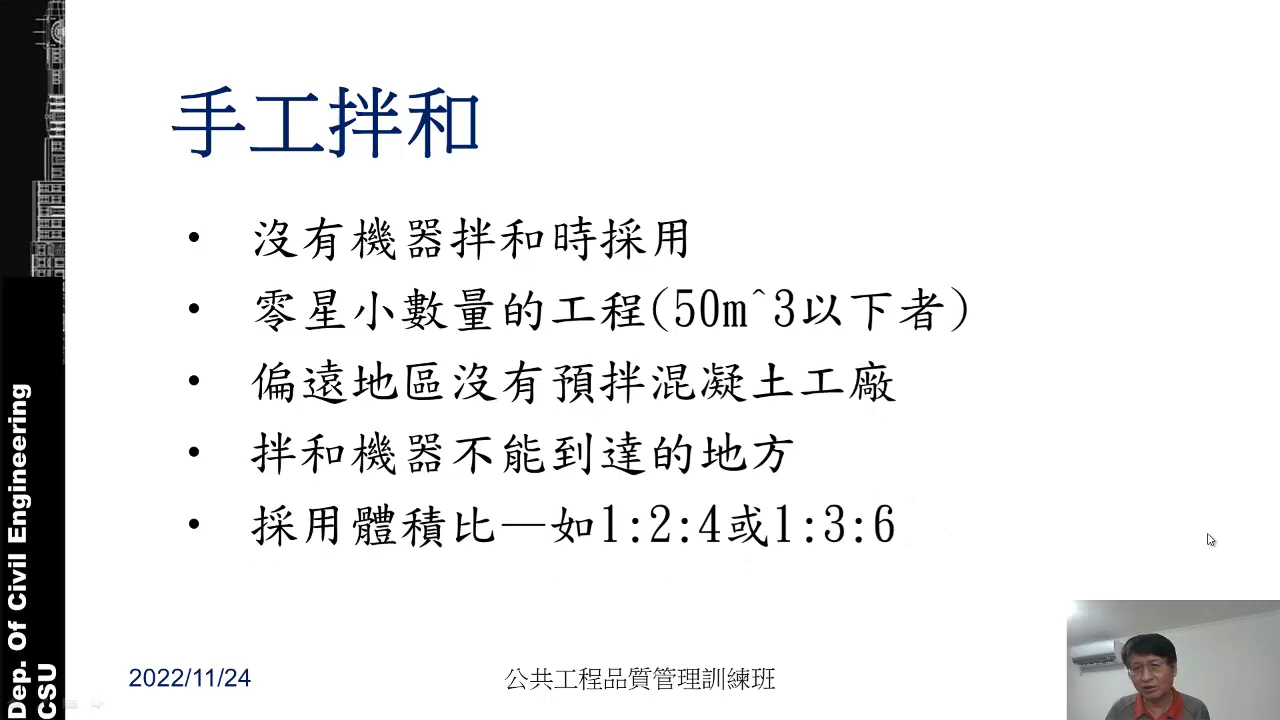 手工拌和
• 沒有機器拌和時採用
• 零星小數量的工程(50m^3以下者)
• 偏遠地區沒有預拌混凝土工廠
• 拌和機器不能到達的地方
• 採用體積比—如1:2:4或1:3:6
Dep. Of Civil Engineering
CSU
2022/11/24
公共工程品質管理訓練班